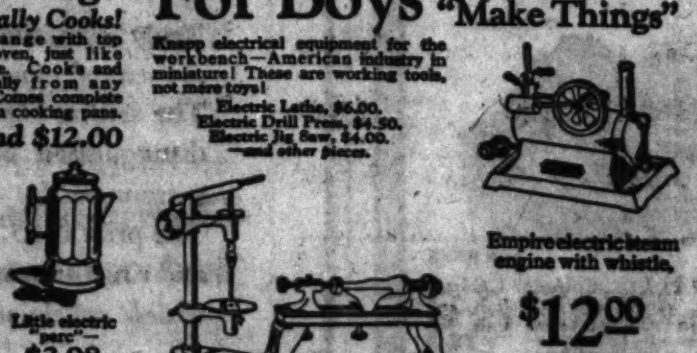 ally Cooks!
ange with top
oven, just like
e. Cooks and
lly from any
Comes complete
cooking pans.
nd $12.00
Little electric
"perc"—
For Boys
Knapp electrical equipment for the
workbench—American industry in
miniature! These are working tools,
not mere toys!
Electric Lathe, $6.00.
Electric Drill Press, $4.50.
Electric Jig Saw, $4.00.
—and other pieces.
"Make Things"
Empire electric steam
engine with whistle,
$12.00